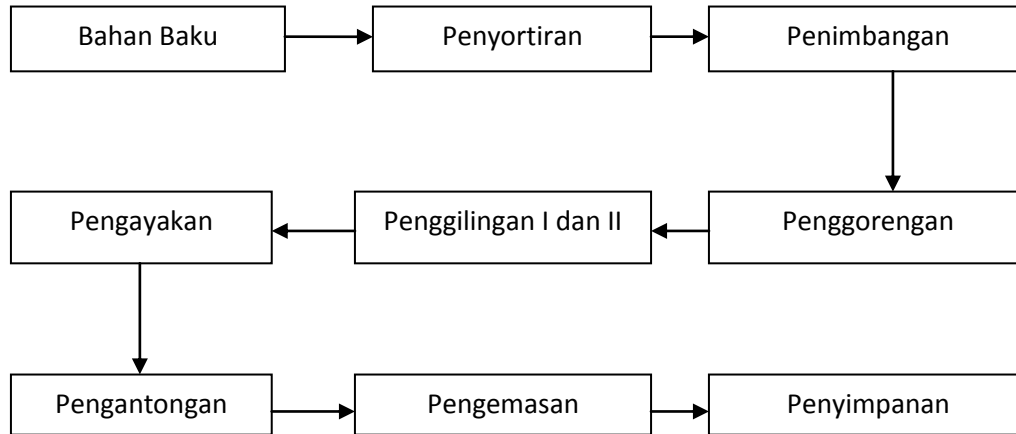 Bahan Baku
Penyortiran
Penimbangan
Penggorengan
Penggilingan I dan II
Pengayakan
Pengantongan
Pengemasan
Penyimpanan